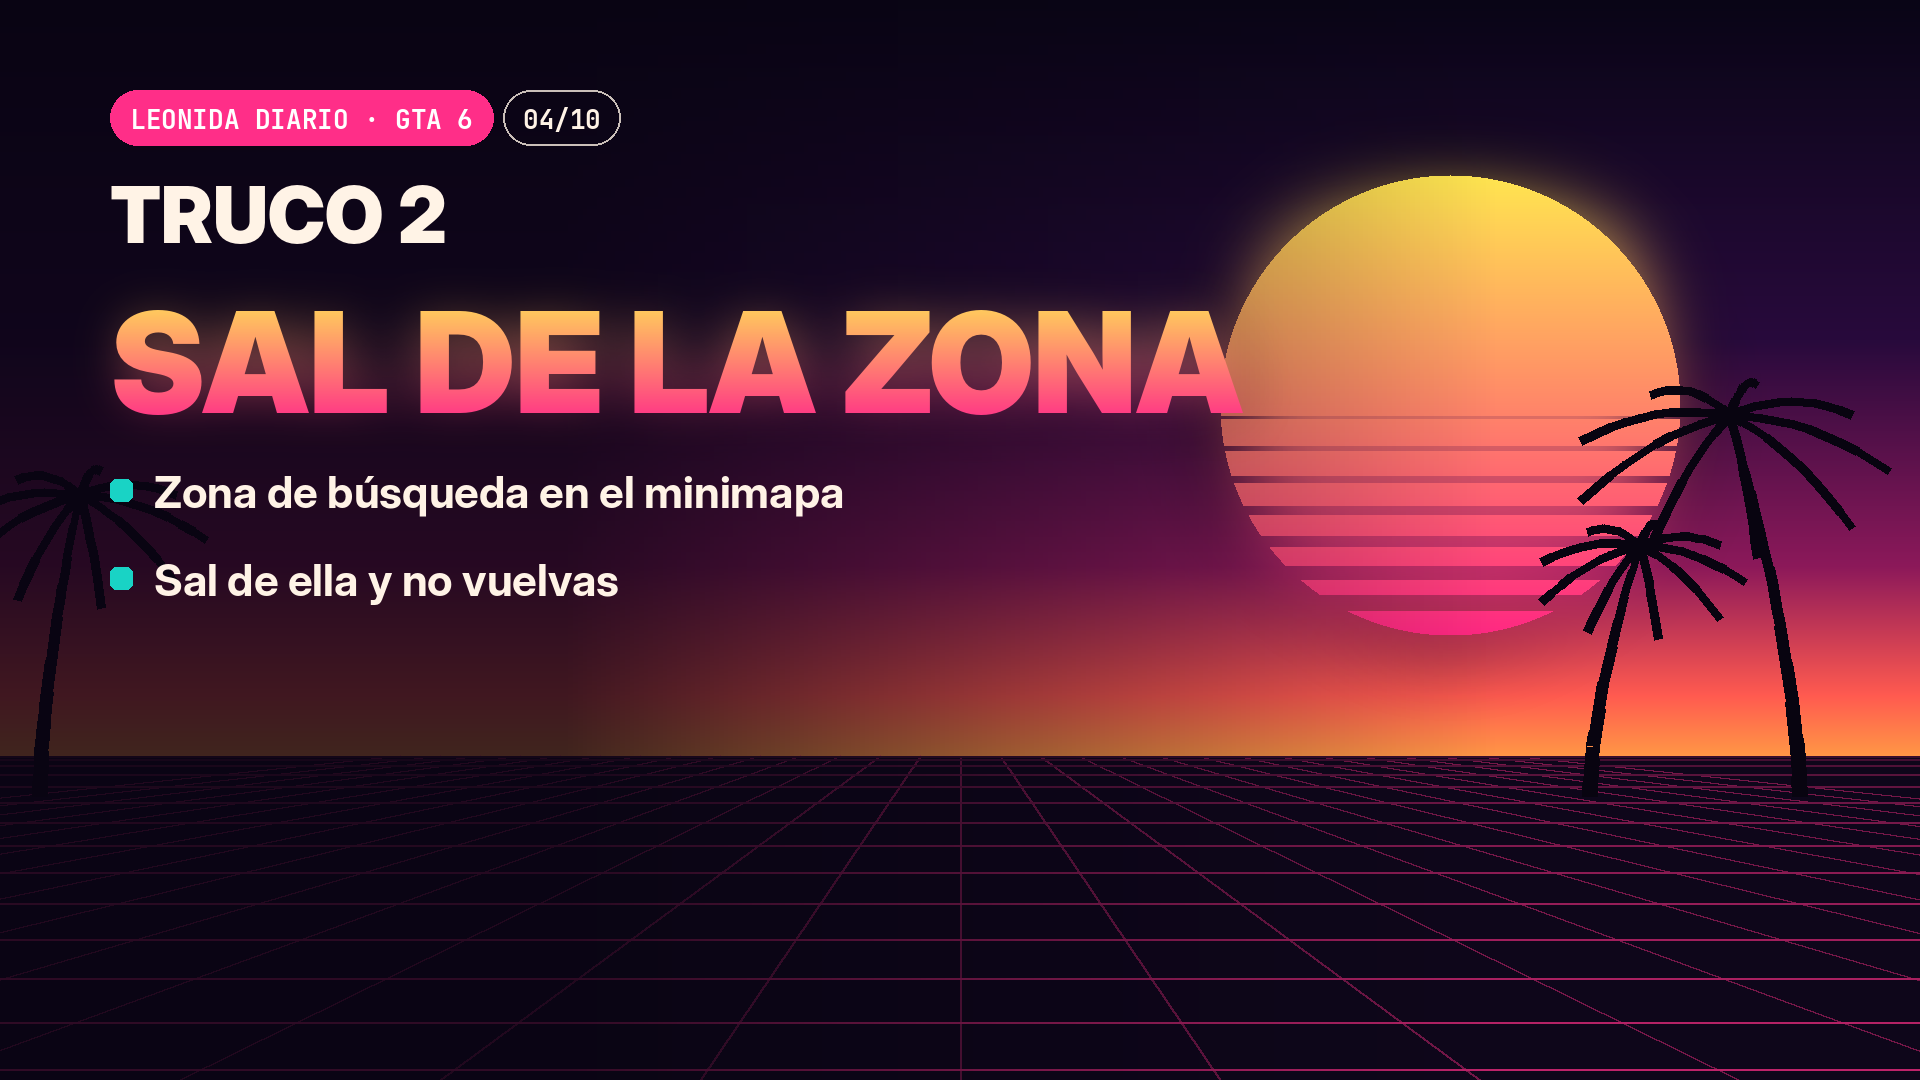 LEONIDA DIARIO · GTA 6
04/10
TRUCO 2
SAL DE LA ZONA
Zona de búsqueda en el minimapa
Sal de ella y no vuelvas